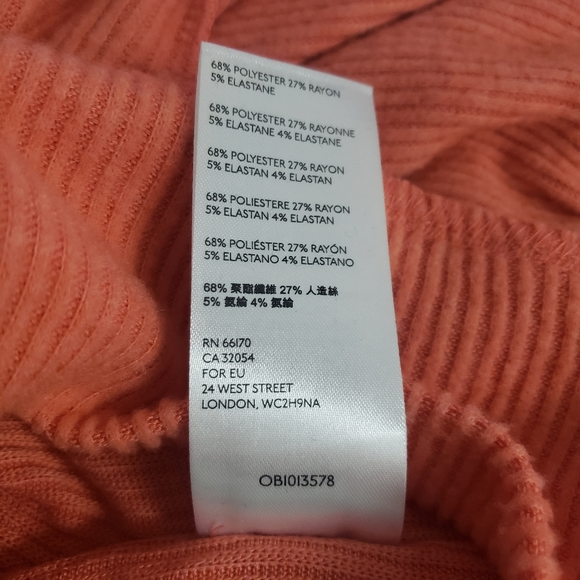 68% POLYESTER 27% RAYON
5% ELASTANE
68% POLYESTER 27% RAYONNE
5% ELASTANE 4% ELASTANE
68% POLYESTER 27% RAYON
5% ELASTAN 4% ELASTAN
68% POLIESTERE 27% RAYON
5% ELASTAN 4% ELASTAN
68% POLIÉSTER 27% RAYÓN
5% ELASTANO 4% ELASTANO
68% 聚酯纖維 27% 人造絲
5% 氨綸 4% 氨綸
RN 66170
CA 32054
FOR EU
24 WEST STREET
LONDON, WC2H9NA
OB1013578